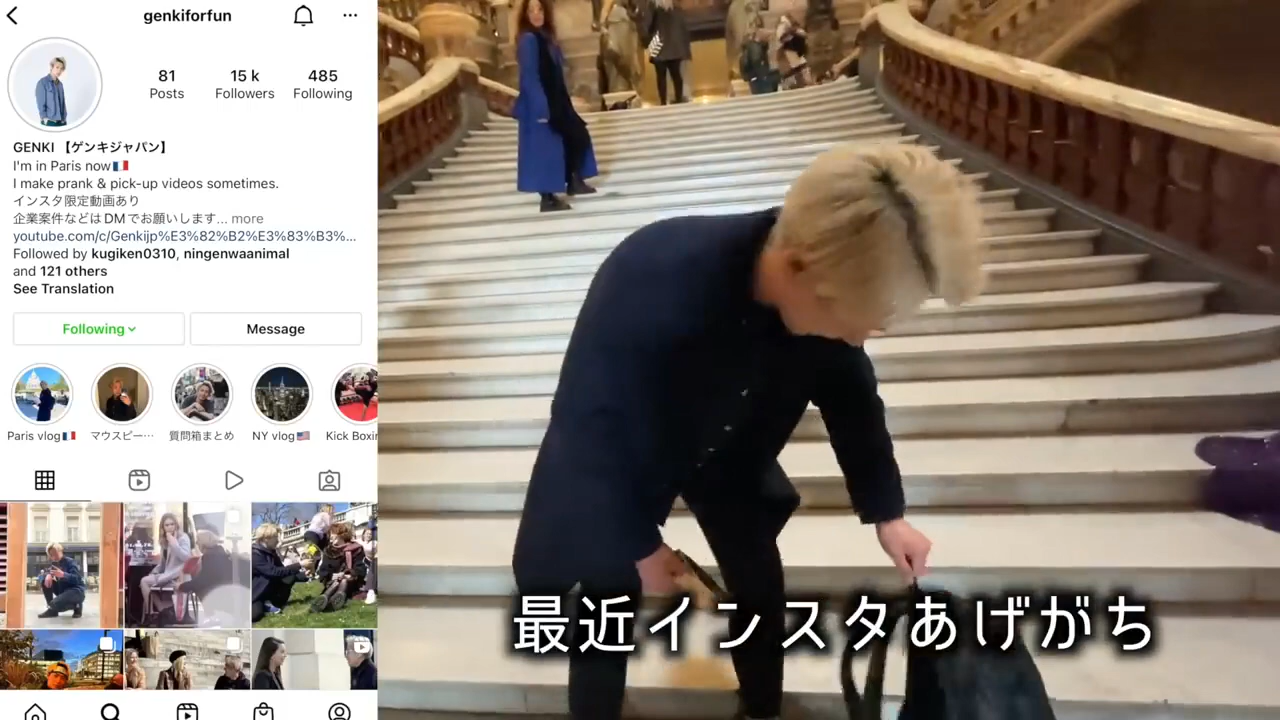 genkiforfun
81
15 k
485
Posts
Followers
Following
GENKI 【ゲンキジャパン】
I'm in Paris now🇫🇷
I make prank & pick-up videos sometimes.
インスタ限定動画あり
企業案件などはDMでお願いします... more
youtube.com/c/Genkijp%E3%82%B2%E3%83%B3%...
Followed by kugiken0310, ningenwaanimal
and 121 others
See Translation
Following
Message
Paris vlog🇫🇷
マウスピー…
質問箱まとめ
NY vlog🇺🇸
Kick Boxin
最近インスタあげがち